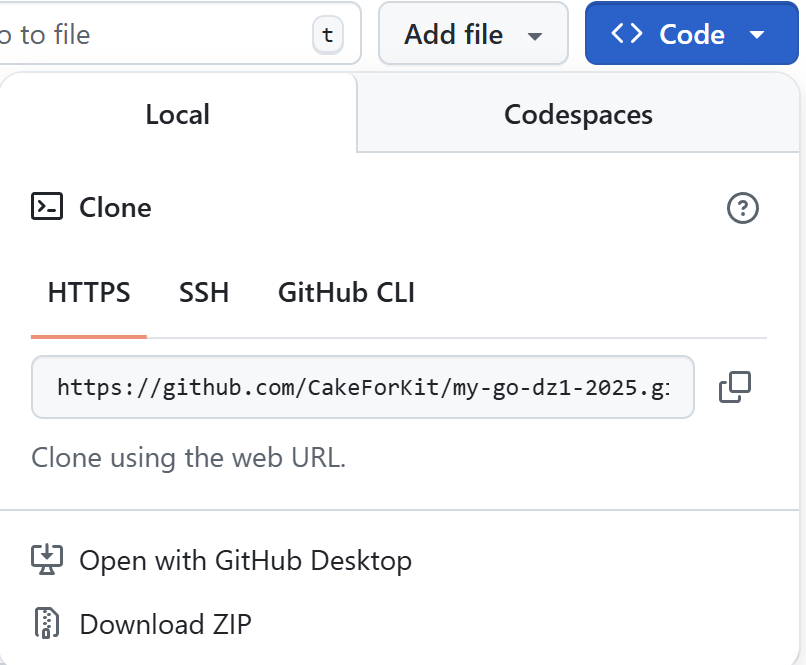 o to file t Add file Code
Local Codespaces
Clone
HTTPS SSH GitHub CLI
https://github.com/CakeForKit/my-go-dz1-2025.g
Clone using the web URL.
Open with GitHub Desktop
Download ZIP